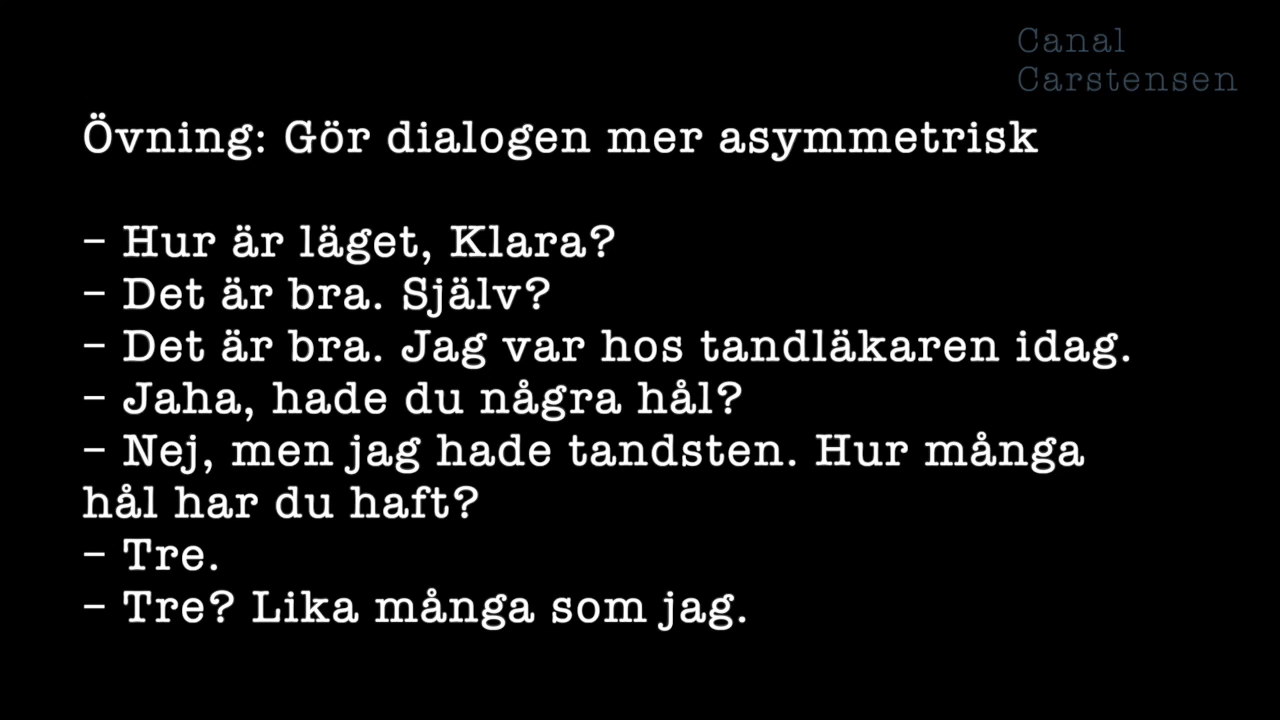 Canal
Carstensen
Övning: Gör dialogen mer asymmetrisk
– Hur är läget, Klara?
– Det är bra. Själv?
– Det är bra. Jag var hos tandläkaren idag.
– Jaha, hade du några hål?
– Nej, men jag hade tandsten. Hur många
hål har du haft?
– Tre.
– Tre? Lika många som jag.